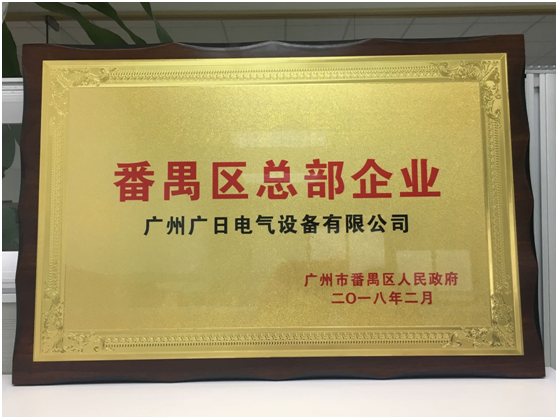 番禺区总部企业
广州广日电气设备有限公司
广州市番禺区人民政府
二〇一八年二月